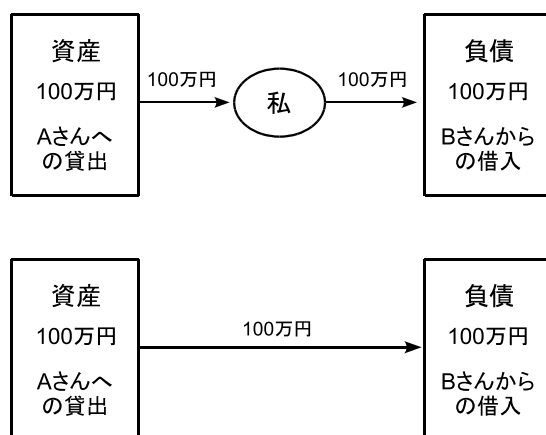 資産
100万円
Aさんへ
の貸出
100万円
私
100万円
負債
100万円
Bさんから
の借入
資産
100万円
Aさんへ
の貸出
100万円
負債
100万円
Bさんから
の借入